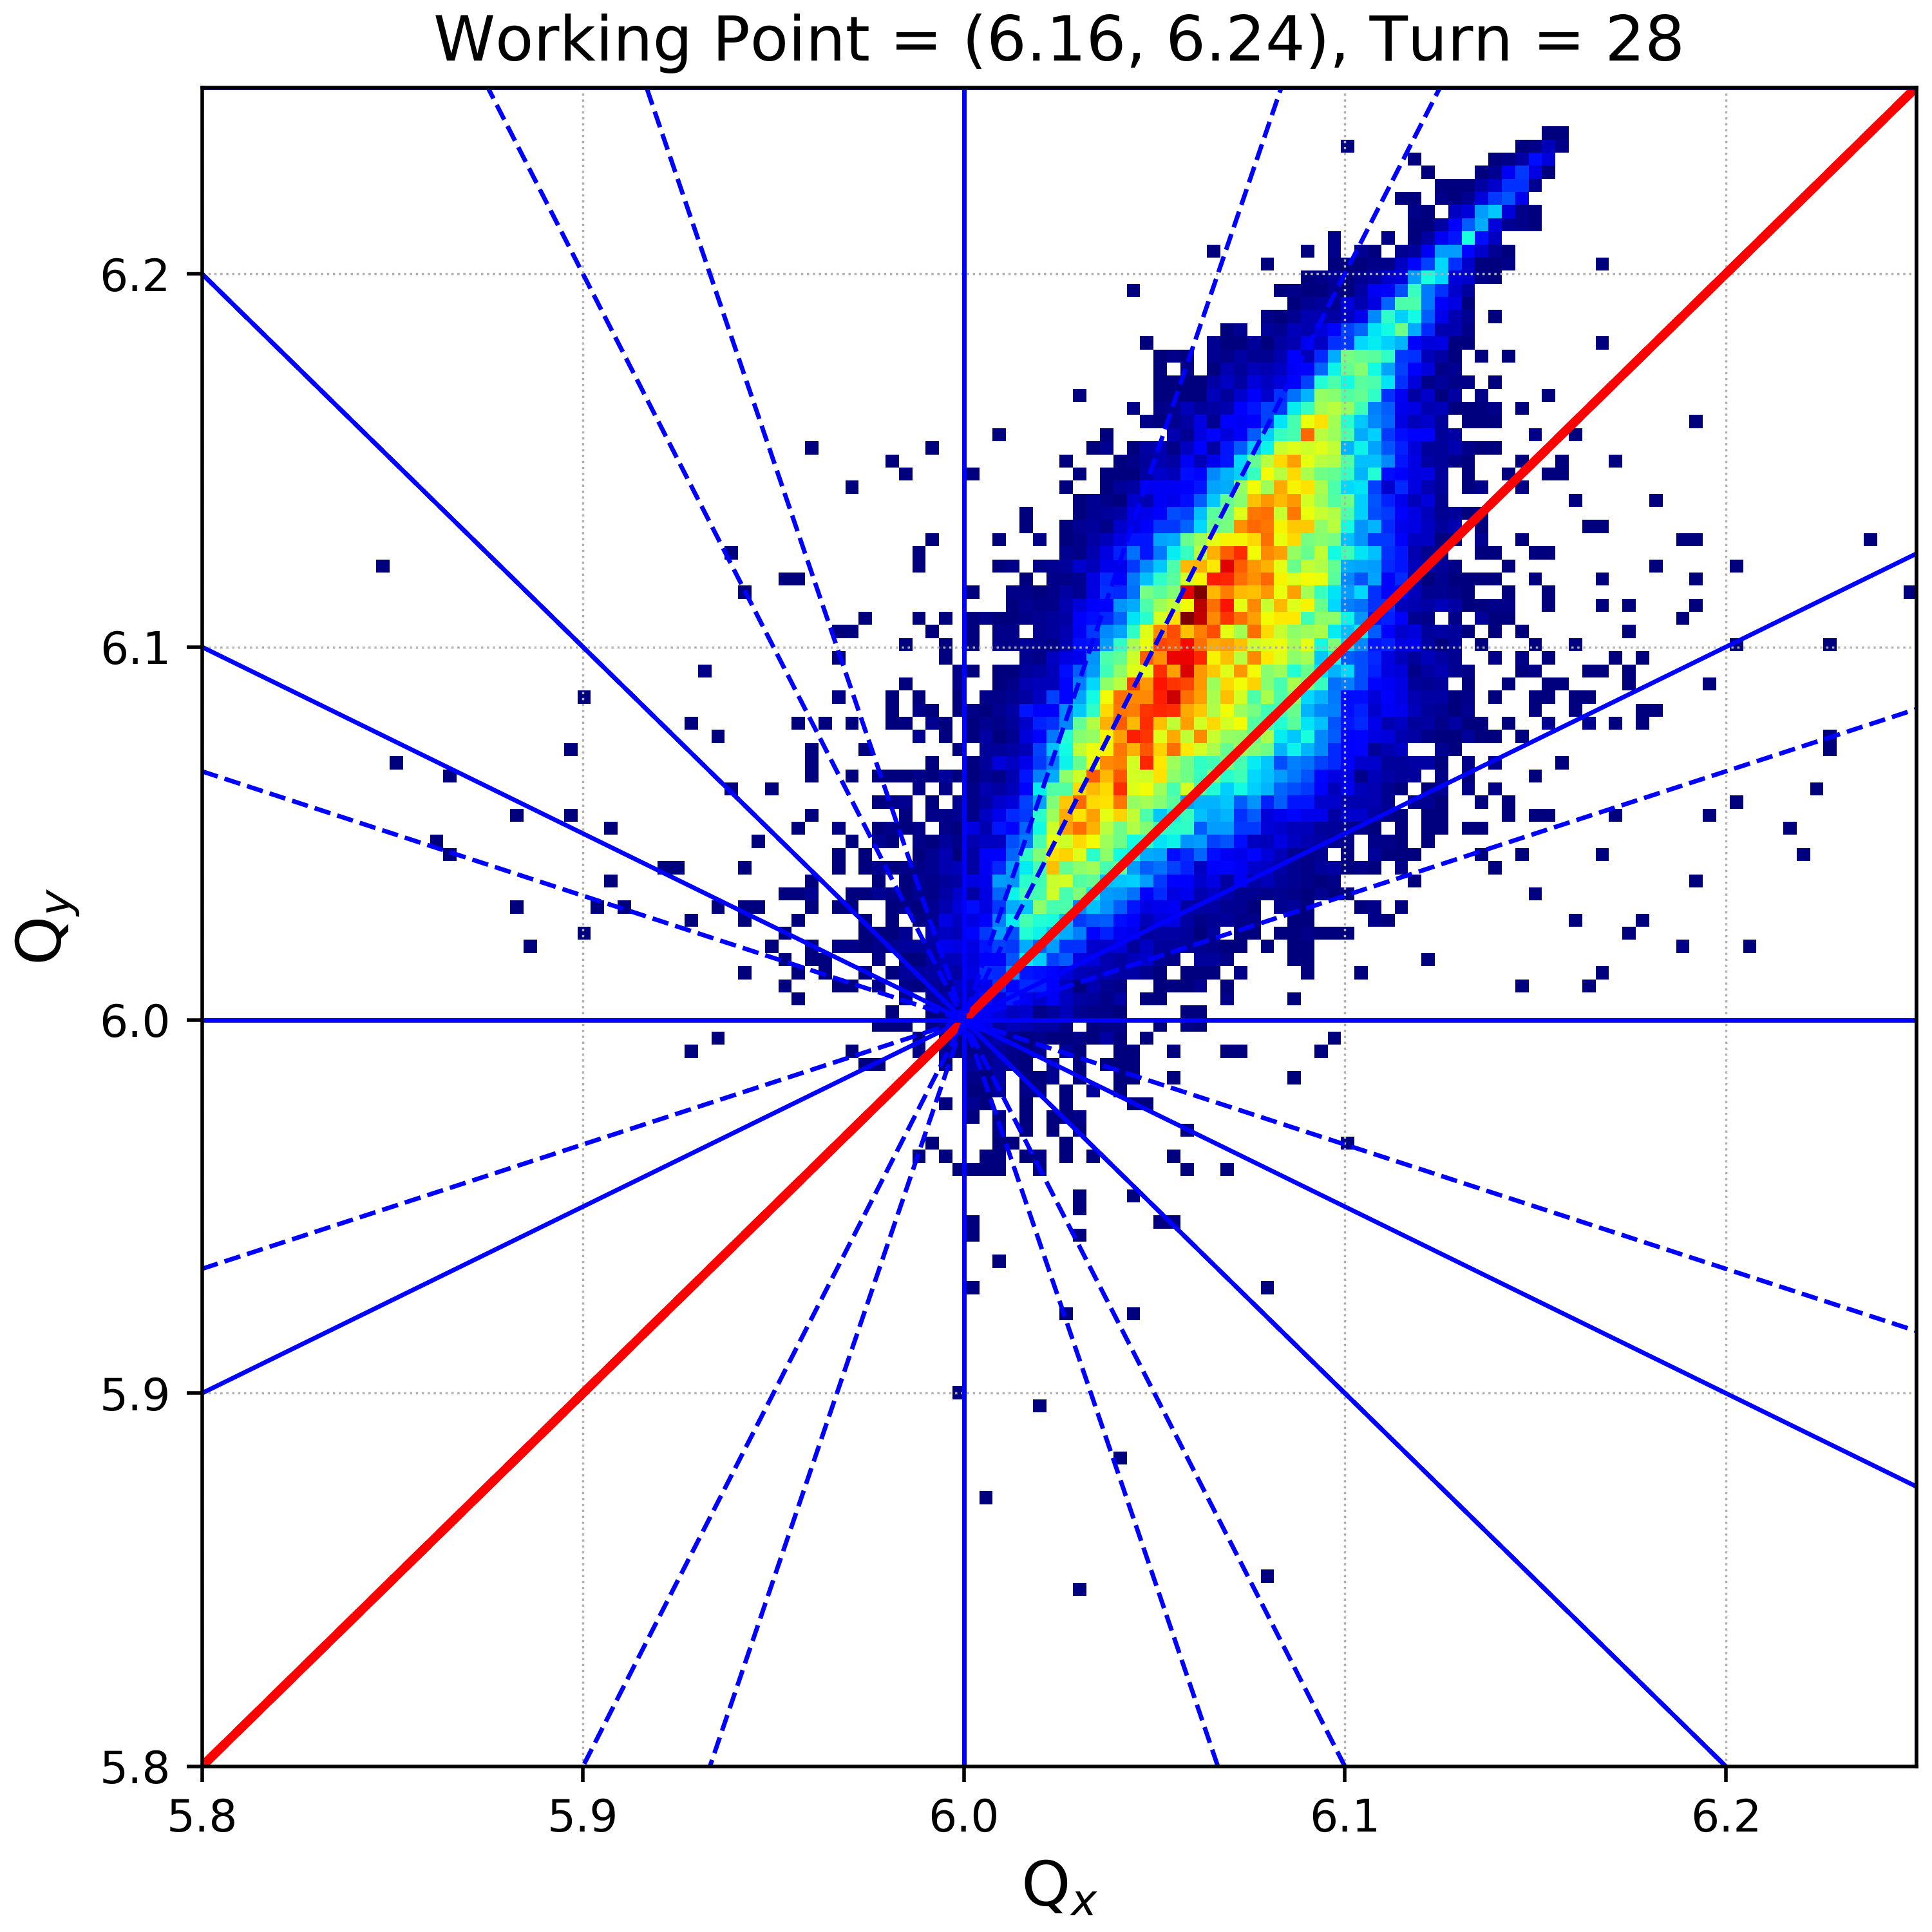 Working Point = (6.16, 6.24), Turn = 28
6.2
6.1
6.0
5.9
5.8
Qy
5.8 5.9 6.0 6.1 6.2
Qx